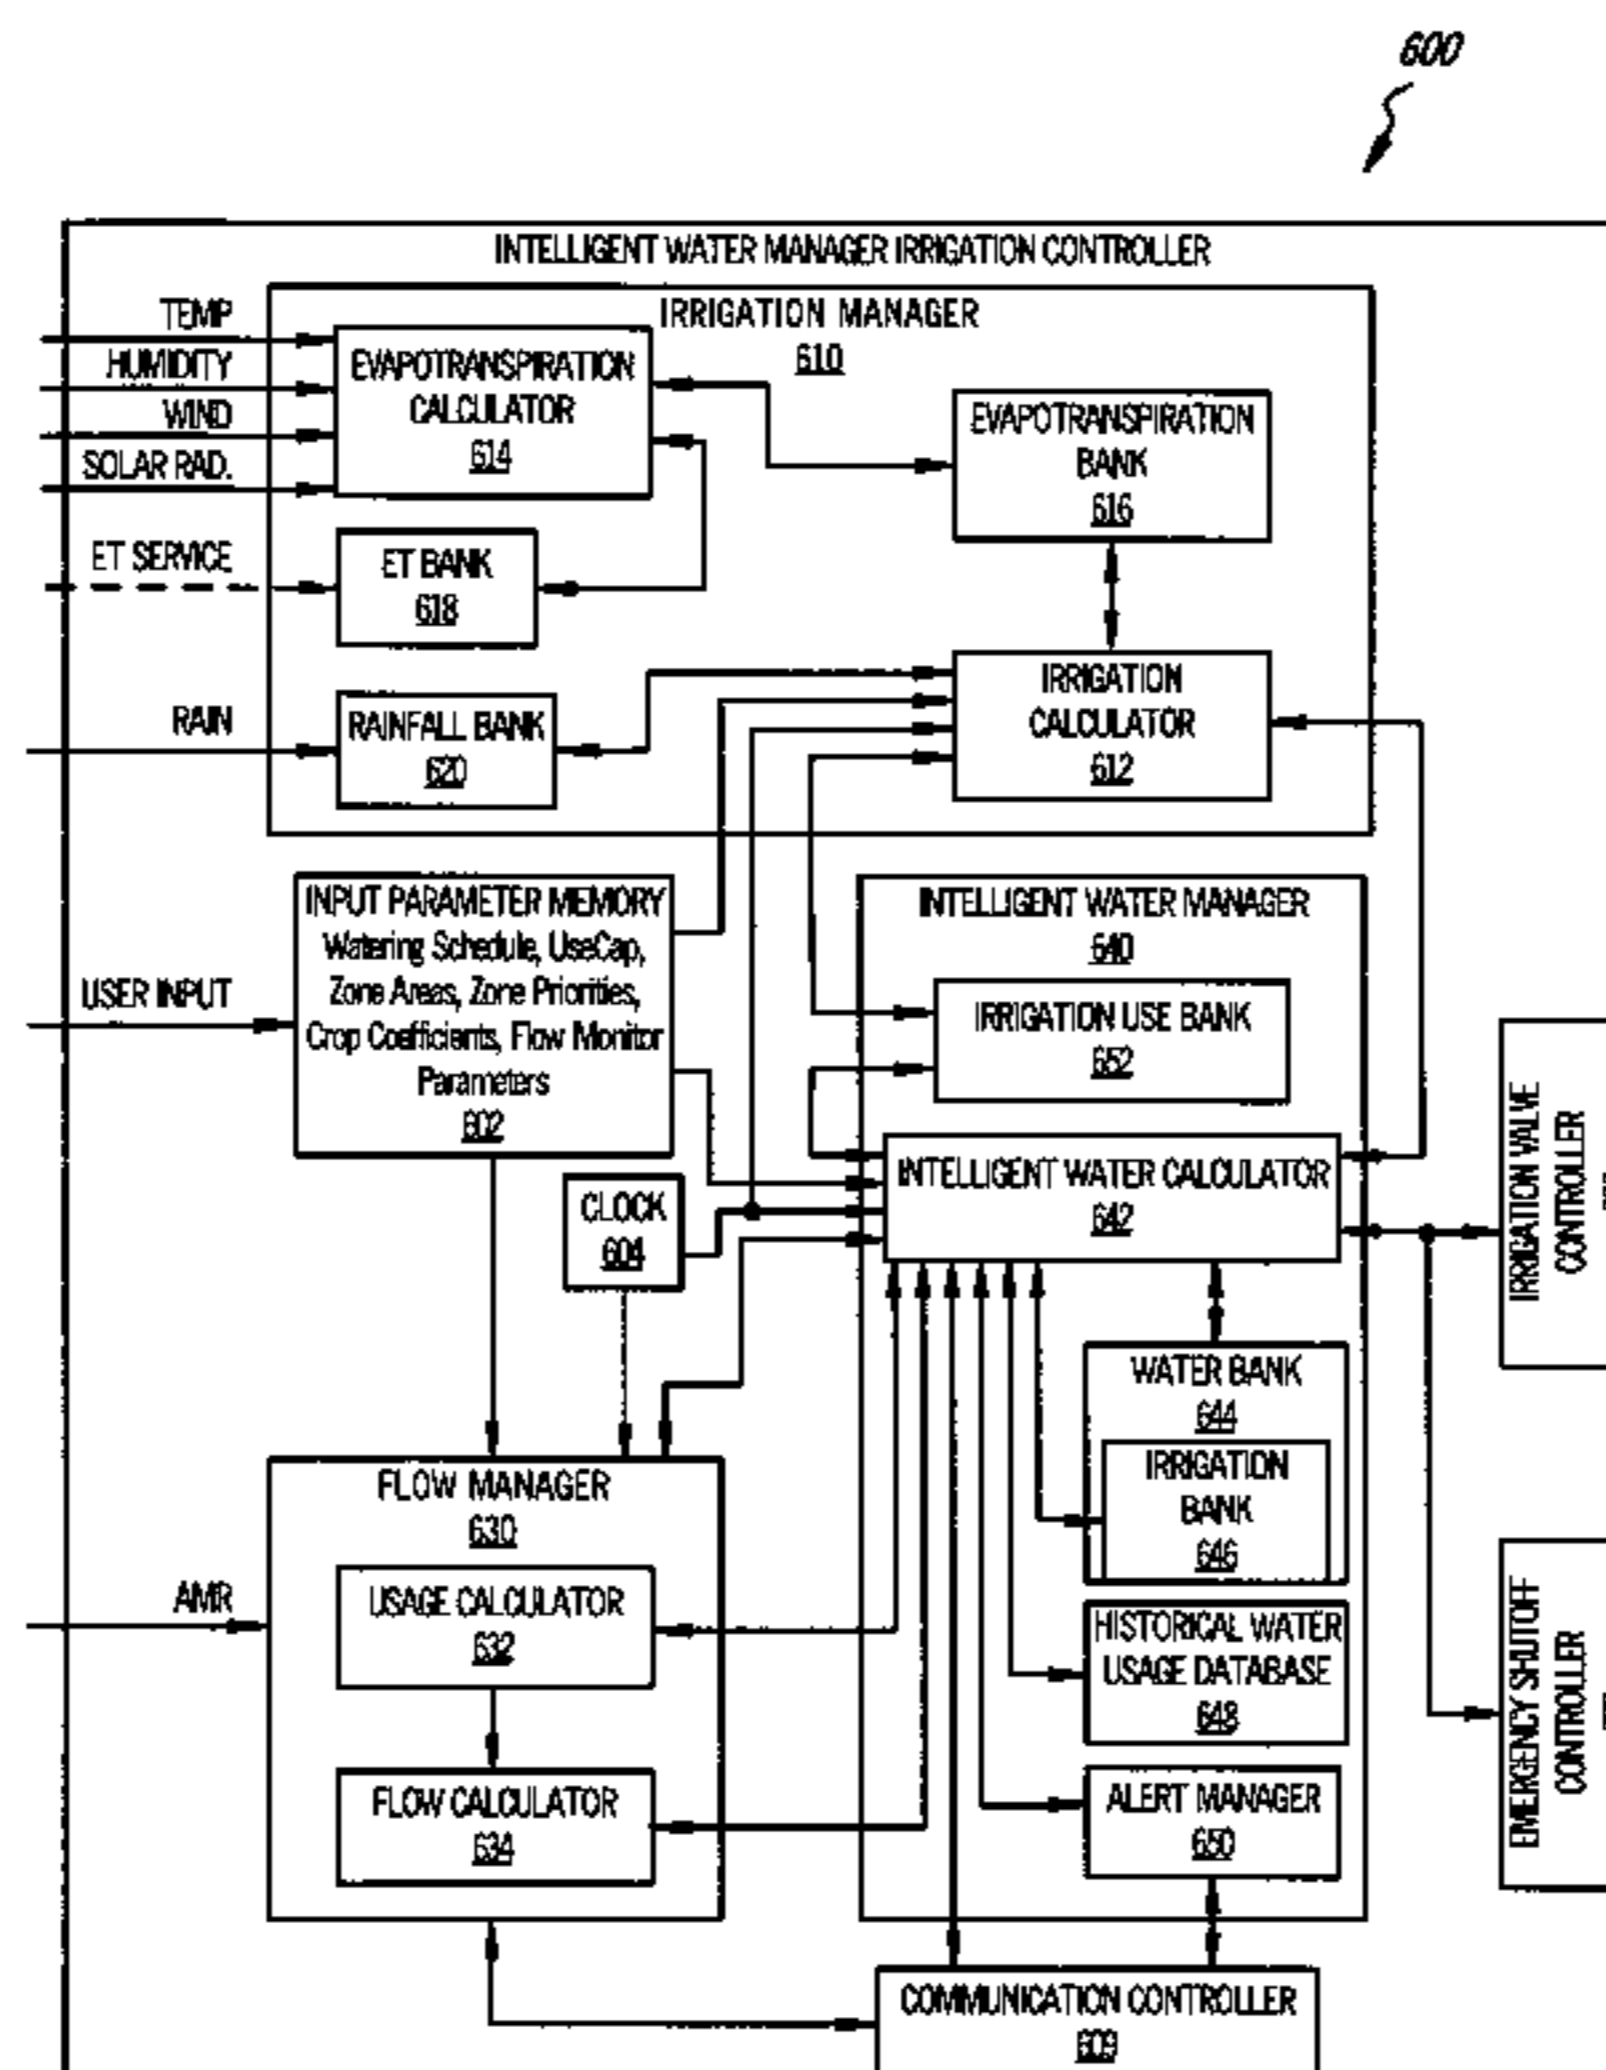 600
INTELLIGENT WATER MANAGER IRRIGATION CONTROLLER
IRRIGATION MANAGER
610
TEMP
HUMIDITY
WIND
SOLAR RAD.
ET SERVICE
RAIN
EVAPOTRANSPIRATION
CALCULATOR
614
EVAPOTRANSPIRATION
BANK
616
ET BANK
618
RAINFALL BANK
620
IRRIGATION
CALCULATOR
612
USER INPUT
INPUT PARAMETER MEMORY
Watering Schedule, UseCap,
Zone Areas, Zone Priorities,
Crop Coefficients, Flow Monitor
Parameters
602
CLOCK
604
INTELLIGENT WATER MANAGER
640
IRRIGATION USE BANK
652
INTELLIGENT WATER CALCULATOR
642
WATER BANK
644
IRRIGATION
BANK
646
HISTORICAL WATER
USAGE DATABASE
648
ALERT MANAGER
650
AMR
FLOW MANAGER
630
USAGE CALCULATOR
632
FLOW CALCULATOR
634
COMMUNICATION CONTROLLER
609
IRRIGATION VALVE
CONTROLLER
EMERGENCY SHUTOFF
CONTROLLER